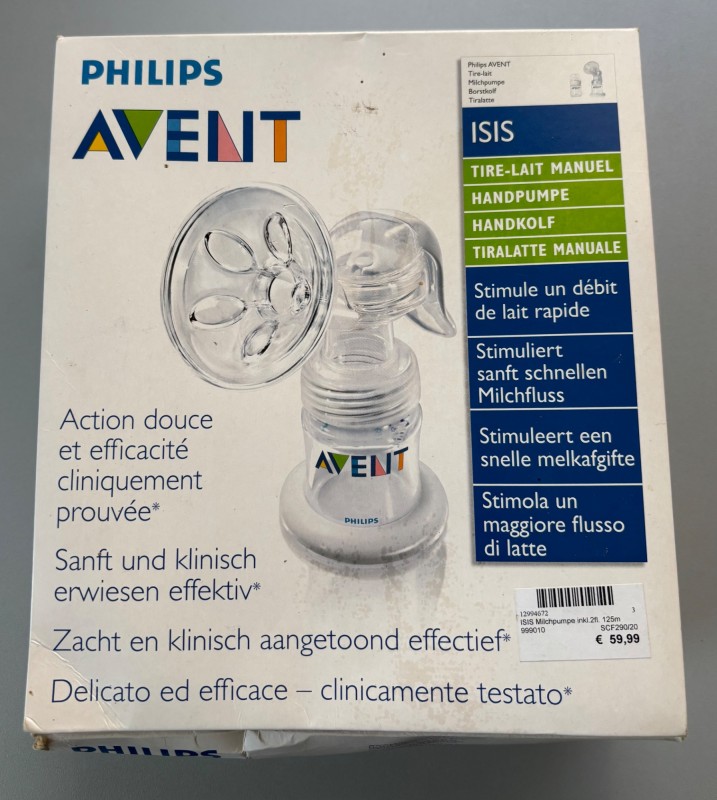 PHILIPS
AVENT
Philips AVENT
Tire-lait
Milchpumpe
Borstkolf
Tiralatte
ISIS
TIRE-LAIT MANUEL
HANDPUMPE
HANDKOLF
TIRALATTE MANUALE
Stimule un débit
de lait rapide
Stimuliert
sanft schnellen
Milchfluss
Stimuleert een
snelle melkafgifte
Stimola un
maggiore flusso
di latte
Action douce
et efficacité
cliniquement
prouvée*
AVENT
PHILIPS
Sanft und klinisch
erwiesen effektiv*
Zacht en klinisch aangetoond effectief*
Delicato ed efficace – clinicamente testato*
12994672 3
ISIS Milchpumpe inkl.2fl. 125m
999010 SCF290/20
€ 59,99
PHILIPS